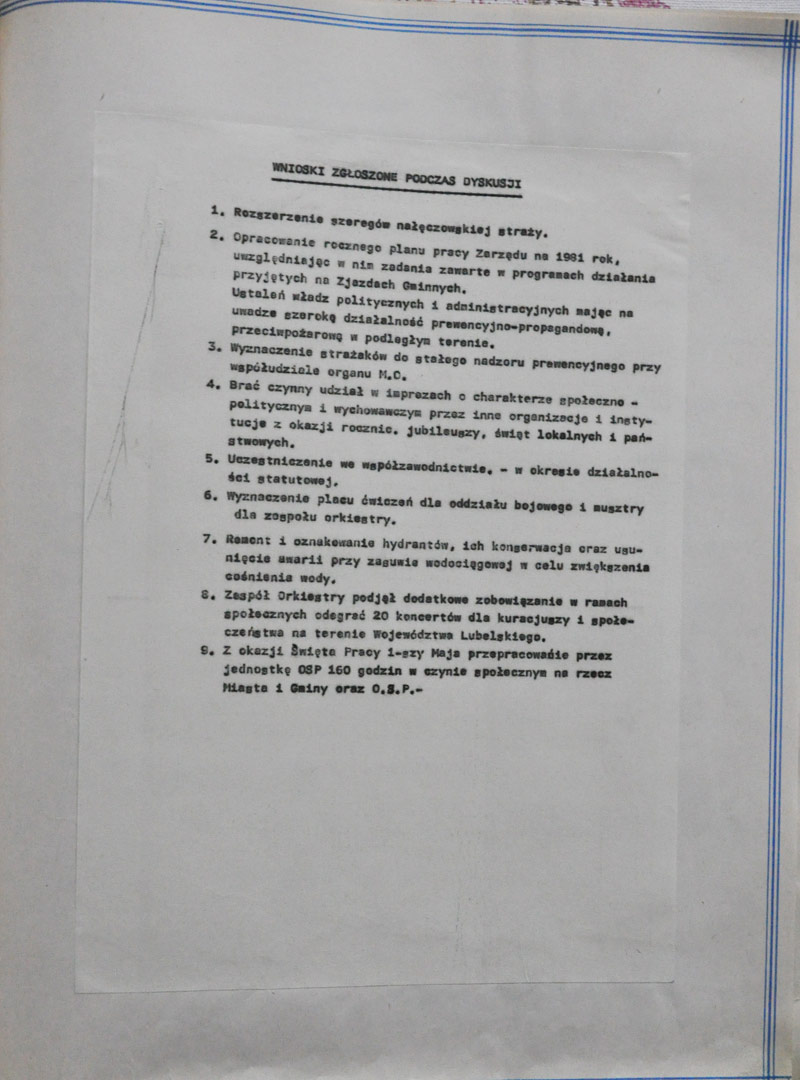 WNIOSKI ZGŁOSZONE PODCZAS DYSKUSJI
1. Rozszerzenie szeregów nałęczowskiej straży.
2. Opracowanie rocznego planu pracy Zarządu na 1981 rok,
uwzględniając w nim zadania zawarte w programach działania
przyjętych na Zjazdach Gminnych.
Ustaleń władz politycznych i administracyjnych mając na
uwadze szeroką działalność prewencyjno-propagandową,
przeciwpożarową w podległym terenie.
3. Wyznaczenie strażaków do stałego nadzoru prewencyjnego przy
współudziale organu M.O.
4. Brać czynny udział w imprezach o charakterze społeczno -
politycznym i wychowawczym przez inne organizacje i insty-
tucje z okazji rocznic. jubileuszy, świąt lokalnych i pań-
stwowych.
5. Uczestniczenie we współzawodnictwie. - w okresie działalno-
ści statutowej.
6. Wyznaczenie placu ćwiczeń dla oddziału bojowego i musztry
dla zespołu orkiestry.
7. Remont i oznakowanie hydrantów, ich konserwacja oraz usu-
nięcie awarii przy zasuwie wodociągowej w celu zwiększenia
ciśnienia wody.
8. Zespół Orkiestry podjął dodatkowe zobowiązanie w ramach
społecznych odegrać 20 koncertów dla kuracjuszy i społe-
czeństwa na terenie Województwa Lubelskiego.
9. Z okazji Święta Pracy 1-szy Maja przepracowanie przez
jednostkę OSP 160 godzin w czynie społecznym na rzecz
Miasta i Gminy oraz O.S.P.-